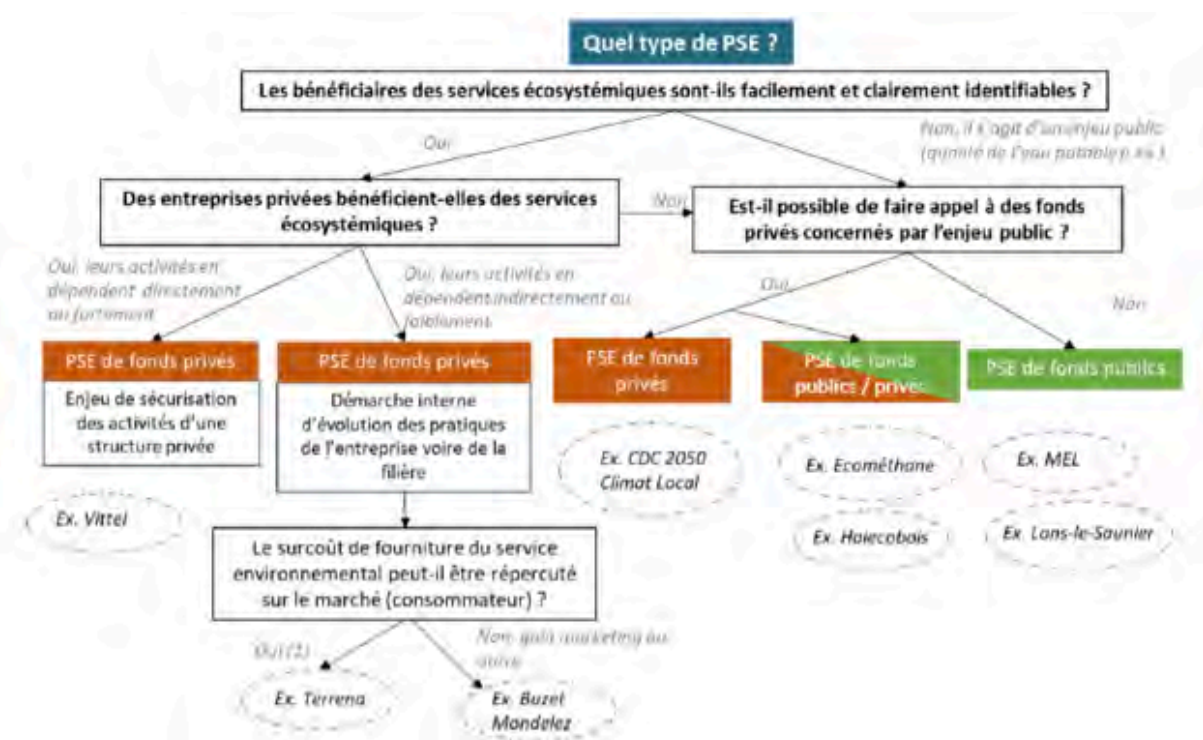 Quel type de PSE ?
Les bénéficiaires des services écosystémiques sont-ils facilement et clairement identifiables ?
Oui
Non, il s'agit d'un enjeu public
(qualité de l'eau potable p.ex.)
Des entreprises privées bénéficient-elles des services
écosystémiques ?
Non
Est-il possible de faire appel à des fonds
privés concernés par l'enjeu public ?
Oui, leurs activités en
dépendent directement
ou fortement
Oui, leurs activités en
dépendent indirectement ou
faiblement
Oui
Non
PSE de fonds privés
Enjeu de sécurisation
des activités d'une
structure privée
PSE de fonds privés
Démarche interne
d'évolution des pratiques
de l'entreprise voire de la
filière
PSE de fonds
privés
PSE de fonds
publics / privés
PSE de fonds publics
Ex. Vittel
Ex. CDC 2050
Climat Local
Ex. Ecométhane
Ex. Haiecobois
Ex. MEL
Ex. Lons-le-Saunier
Le surcoût de fourniture du service
environnemental peut-il être répercuté
sur le marché (consommateur) ?
Oui (1)
Non, gain marketing ou
autre
Ex. Terrena
Ex. Buzet
Mondelez